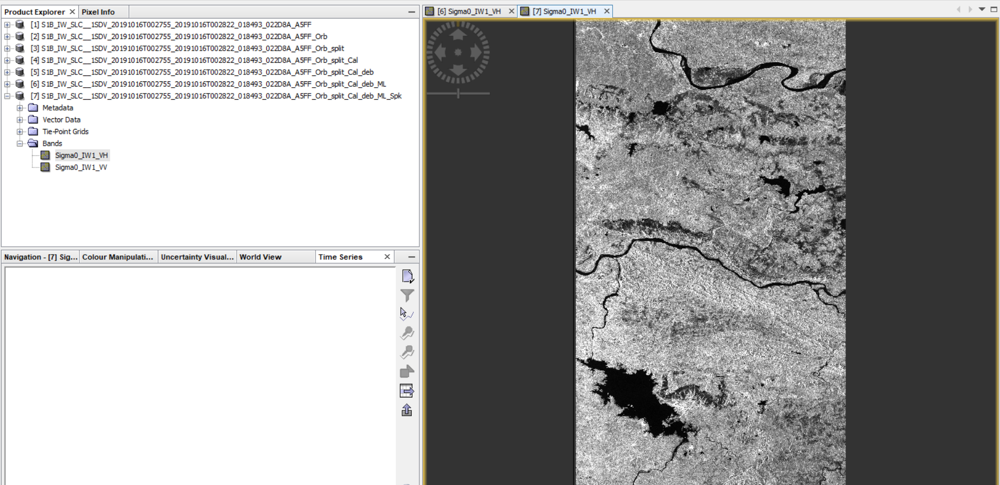 Product Explorer × Pixel Info
[1] S1B_IW_SLC__1SDV_20191016T002755_20191016T002822_018493_022D8A_A5FF
[2] S1B_IW_SLC__1SDV_20191016T002755_20191016T002822_018493_022D8A_A5FF_Orb
[3] S1B_IW_SLC__1SDV_20191016T002755_20191016T002822_018493_022D8A_A5FF_Orb_split
[4] S1B_IW_SLC__1SDV_20191016T002755_20191016T002822_018493_022D8A_A5FF_Orb_split_Cal
[5] S1B_IW_SLC__1SDV_20191016T002755_20191016T002822_018493_022D8A_A5FF_Orb_split_Cal_deb
[6] S1B_IW_SLC__1SDV_20191016T002755_20191016T002822_018493_022D8A_A5FF_Orb_split_Cal_deb_ML
[7] S1B_IW_SLC__1SDV_20191016T002755_20191016T002822_018493_022D8A_A5FF_Orb_split_Cal_deb_ML_Spk
Metadata
Vector Data
Tie-Point Grids
Bands
Sigma0_IW1_VH
Sigma0_IW1_VV
Navigation - [7] Sig... Colour Manipulati... Uncertainty Visual... World View Time Series ×
[6] Sigma0_IW1_VH × [7] Sigma0_IW1_VH ×